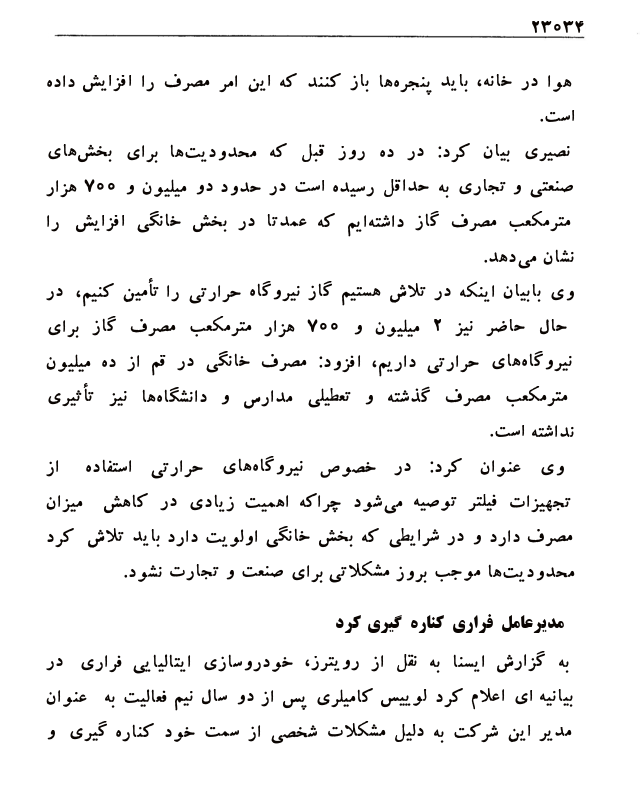 ۲۳۰۳۴
هوا در خانه، باید پنجره‌ها باز کنند که این امر مصرف را افزایش داده
است.
نصیری بیان کرد: در ده روز قبل که محدودیت‌ها برای بخش‌های
صنعتی و تجاری به حداقل رسیده است در حدود دو میلیون و ۷۰۰ هزار
مترمکعب مصرف گاز داشته‌ایم که عمدتا در بخش خانگی افزایش را
نشان می‌دهد.
وی بابیان اینکه در تلاش هستیم گاز نیروگاه حرارتی را تأمین کنیم، در
حال حاضر نیز ۲ میلیون و ۷۰۰ هزار مترمکعب مصرف گاز برای
نیروگاه‌های حرارتی داریم، افزود: مصرف خانگی در قم از ده میلیون
مترمکعب مصرف گذشته و تعطیلی مدارس و دانشگاه‌ها نیز تأثیری
نداشته است.
وی عنوان کرد: در خصوص نیروگاه‌های حرارتی استفاده از
تجهیزات فیلتر توصیه می‌شود چراکه اهمیت زیادی در کاهش میزان
مصرف دارد و در شرایطی که بخش خانگی اولویت دارد باید تلاش کرد
محدودیت‌ها موجب بروز مشکلاتی برای صنعت و تجارت نشود.
مدیرعامل فراری کناره گیری کرد
به گزارش ایسنا به نقل از رویترز، خودروسازی ایتالیایی فراری در
بیانیه ای اعلام کرد لوییس کامیلری پس از دو سال نیم فعالیت به عنوان
مدیر این شرکت به دلیل مشکلات شخصی از سمت خود کناره گیری و